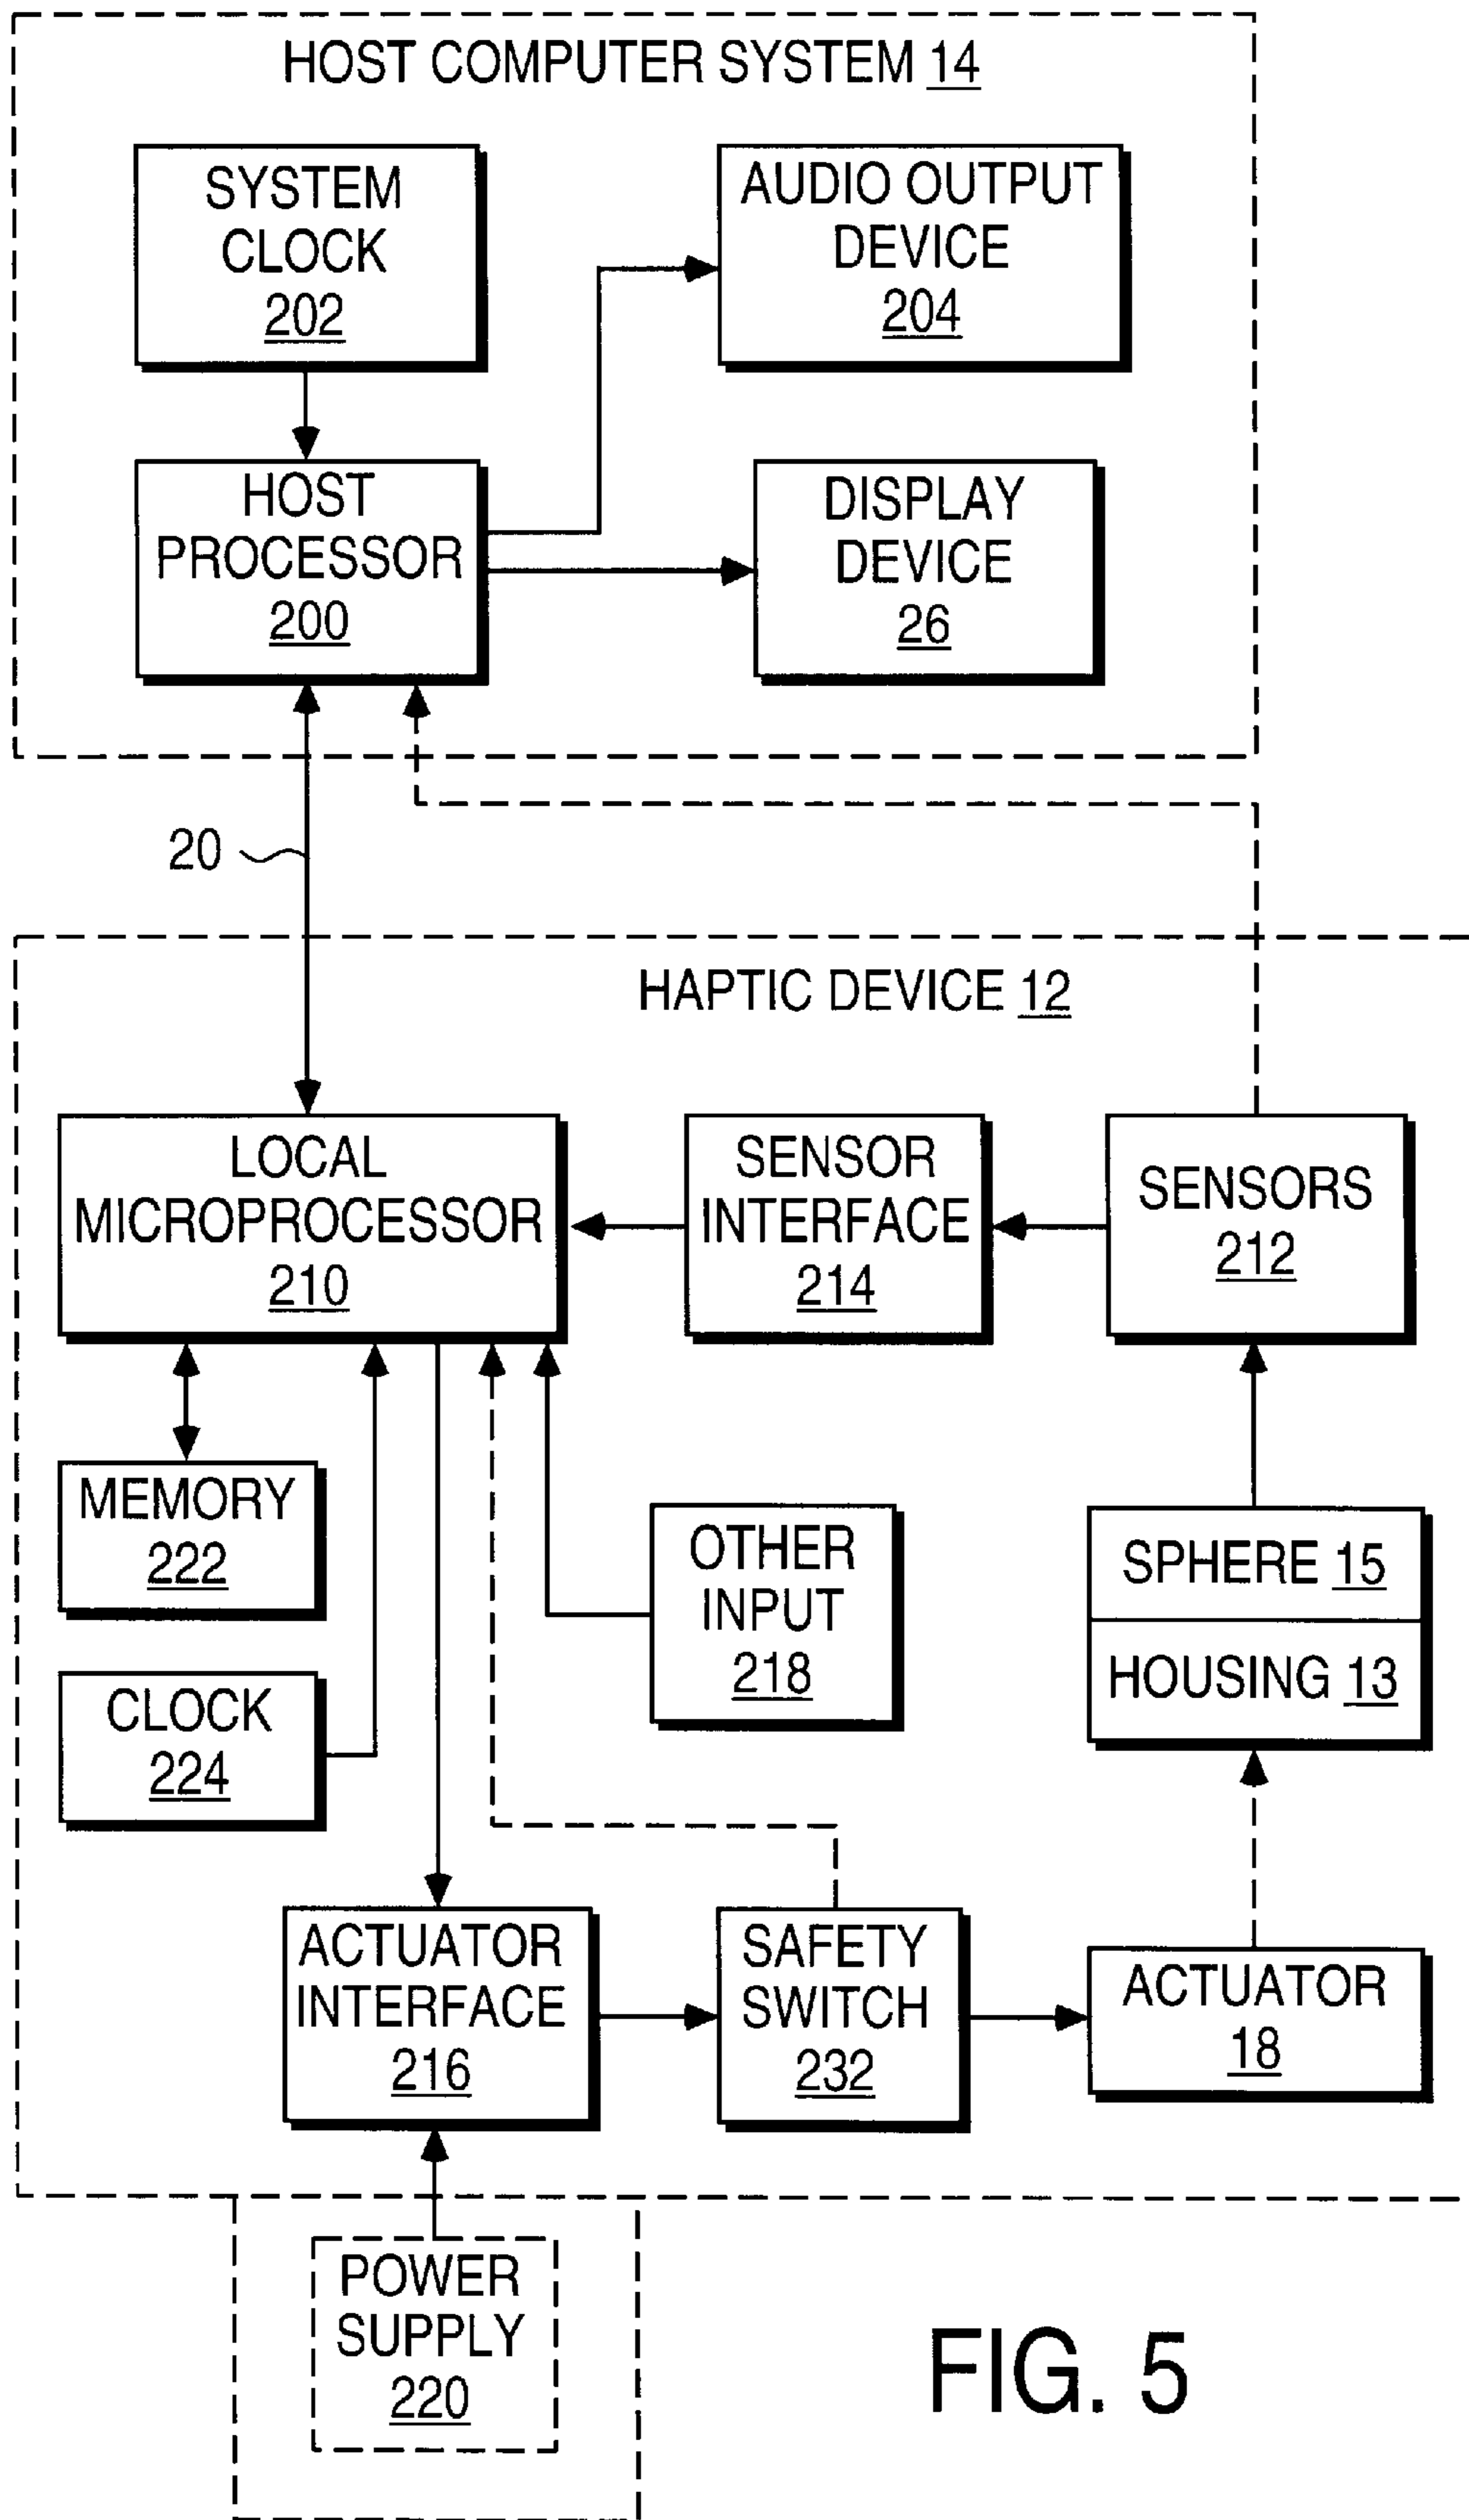 HOST COMPUTER SYSTEM 14
SYSTEM
CLOCK
202
AUDIO OUTPUT
DEVICE
204
HOST
PROCESSOR
200
DISPLAY
DEVICE
26
20
HAPTIC DEVICE 12
LOCAL
MICROPROCESSOR
210
SENSOR
INTERFACE
214
SENSORS
212
MEMORY
222
OTHER
INPUT
218
SPHERE 15
HOUSING 13
CLOCK
224
ACTUATOR
INTERFACE
216
SAFETY
SWITCH
232
ACTUATOR
18
POWER
SUPPLY
220
FIG. 5